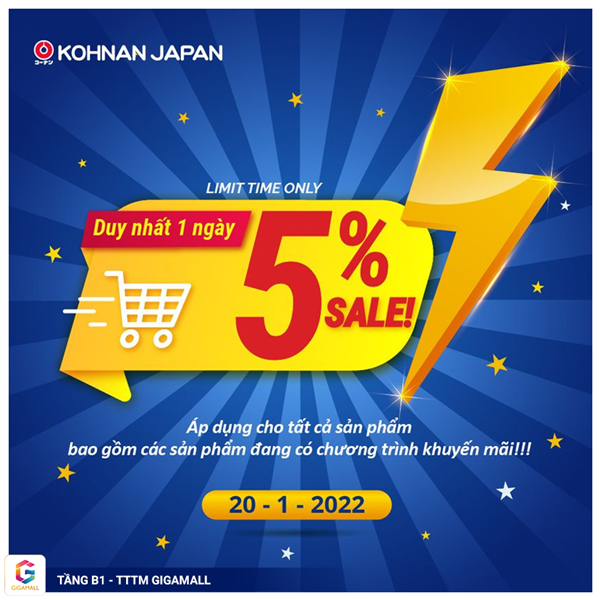 KOHNAN JAPAN
コーナン
LIMIT TIME ONLY
Duy nhất 1 ngày
5%
SALE!
Áp dụng cho tất cả sản phẩm
bao gồm các sản phẩm đang có chương trình khuyến mãi!!!
20 - 1 - 2022
GIGAMALL
TẦNG B1 - TTTM GIGAMALL